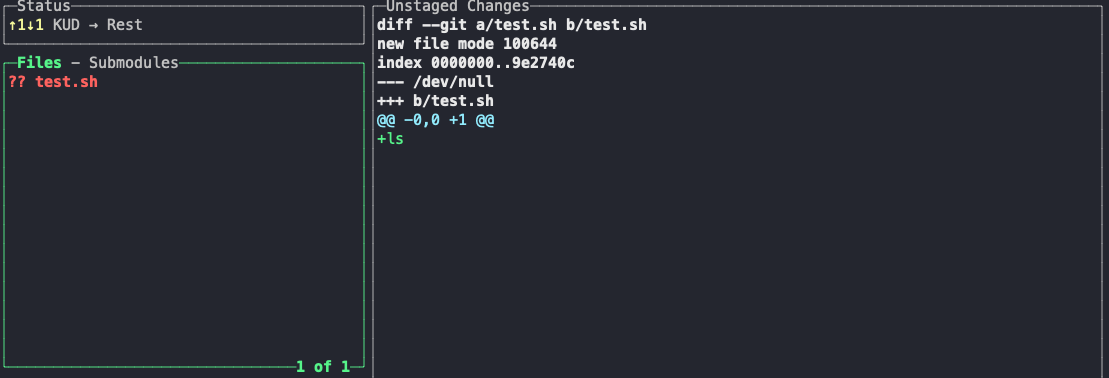 Status
↑1↓1 KUD → Rest
Files - Submodules
?? test.sh
1 of 1
Unstaged Changes
diff --git a/test.sh b/test.sh
new file mode 100644
index 0000000..9e2740c
--- /dev/null
+++ b/test.sh
@@ -0,0 +1 @@
+ls